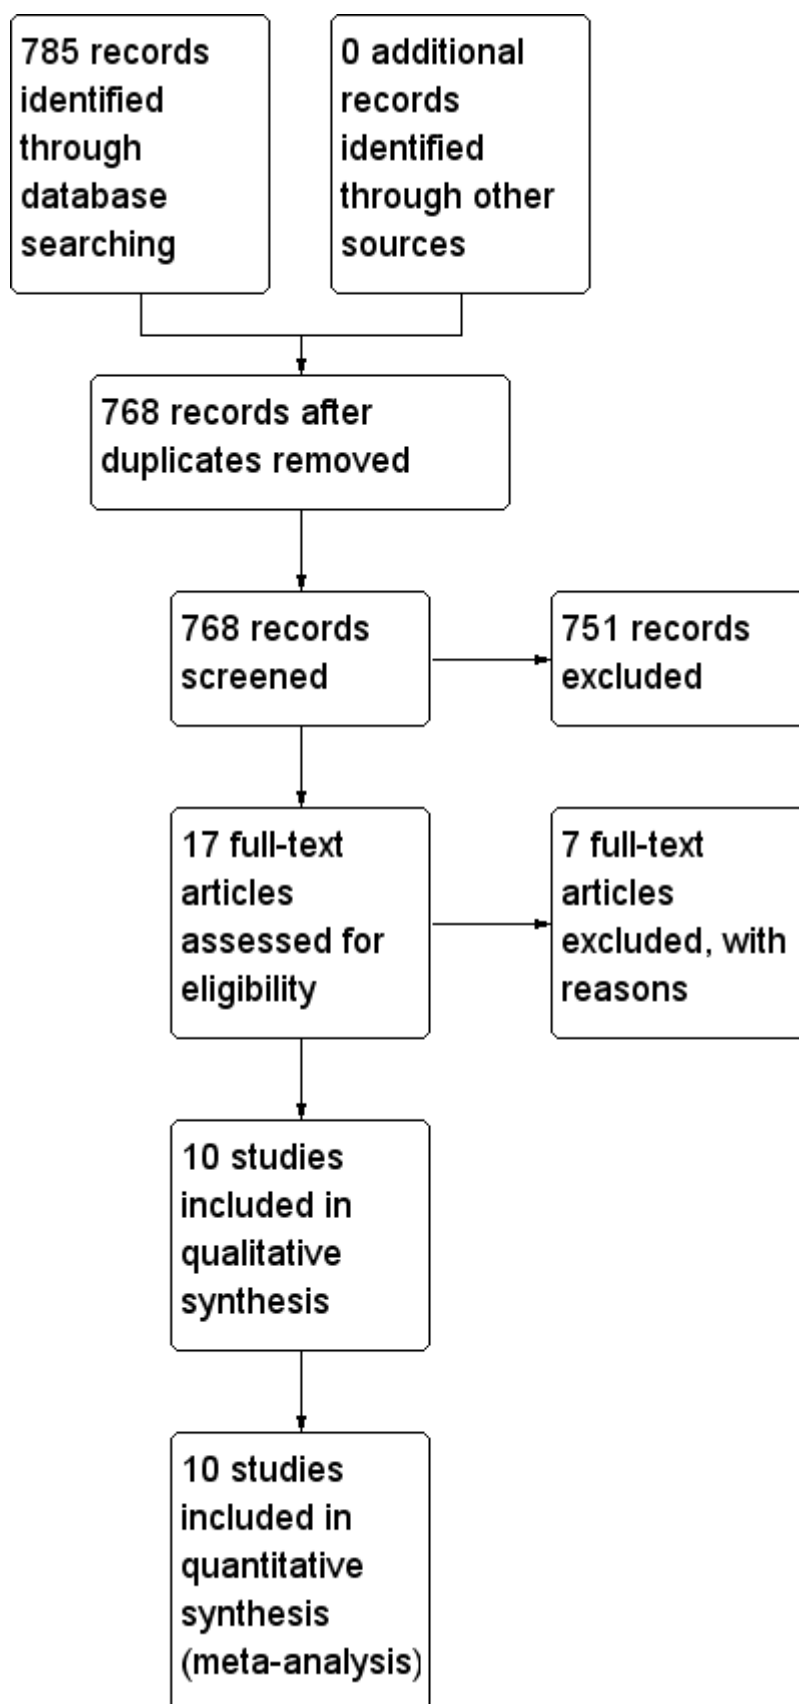 785 records
identified
through
database
searching
0 additional
records
identified
through other
sources
768 records after
duplicates removed
768 records
screened
751 records
excluded
17 full-text
articles
assessed for
eligibility
7 full-text
articles
excluded, with
reasons
10 studies
included in
qualitative
synthesis
10 studies
included in
quantitative
synthesis
(meta-analysis)